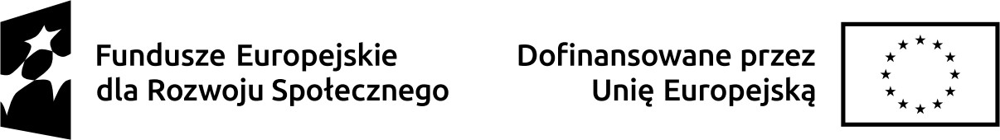 Fundusze Europejskie
dla Rozwoju Społecznego
Dofinansowane przez
Unię Europejską